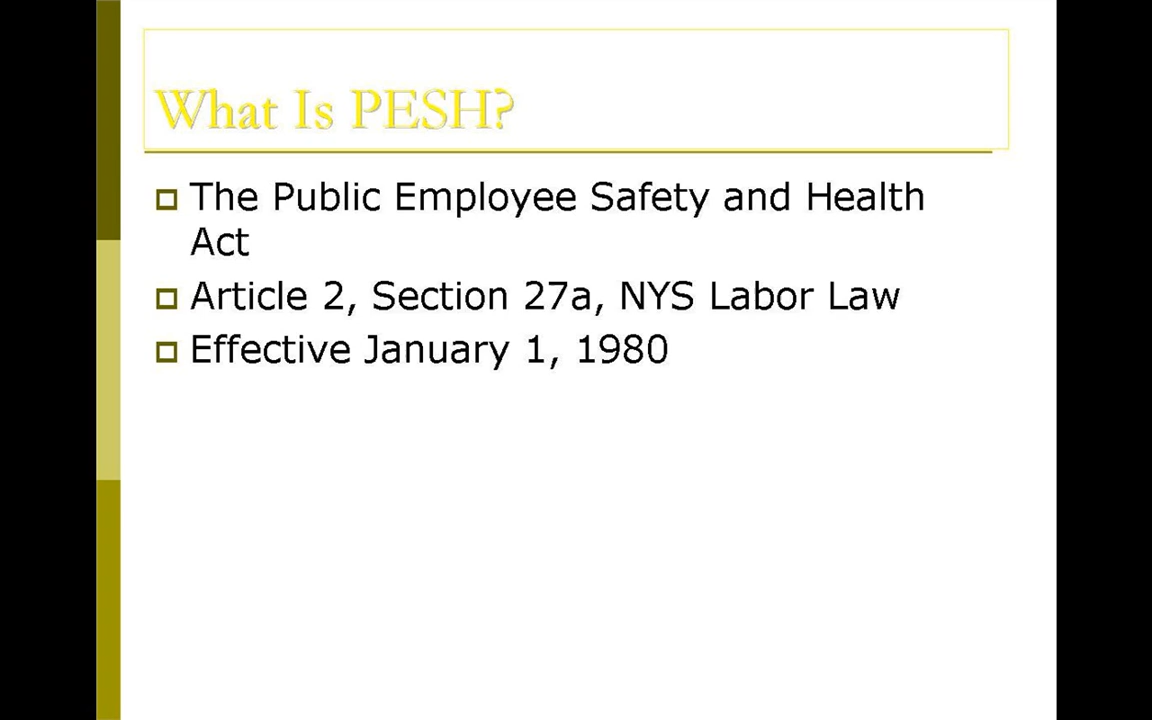 What Is PESH?
The Public Employee Safety and Health
Act
Article 2, Section 27a, NYS Labor Law
Effective January 1, 1980